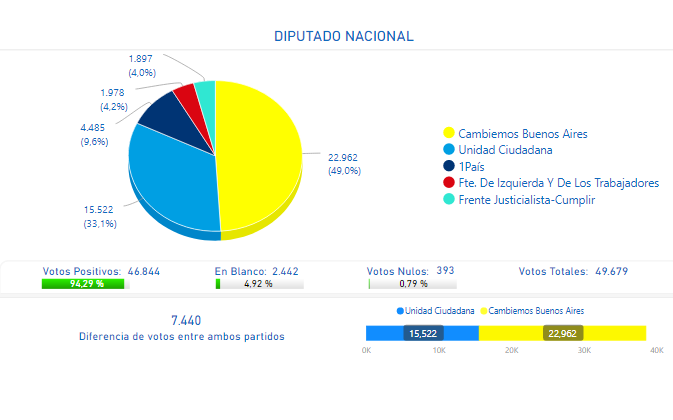 DIPUTADO NACIONAL
1.897
(4,0%)
1.978
(4,2%)
4.485
(9,6%)
22.962
(49,0%)
15.522
(33,1%)
Cambiemos Buenos Aires
Unidad Ciudadana
1País
Fte. De Izquierda Y De Los Trabajadores
Frente Justicialista-Cumplir
Votos Positivos: 46.844
94,29 %
En Blanco: 2.442
4,92 %
Votos Nulos: 393
0,79 %
Votos Totales: 49.679
7.440
Diferencia de votos entre ambos partidos
Unidad Ciudadana Cambiemos Buenos Aires
15,522 22,962
0K 10K 20K 30K 40K